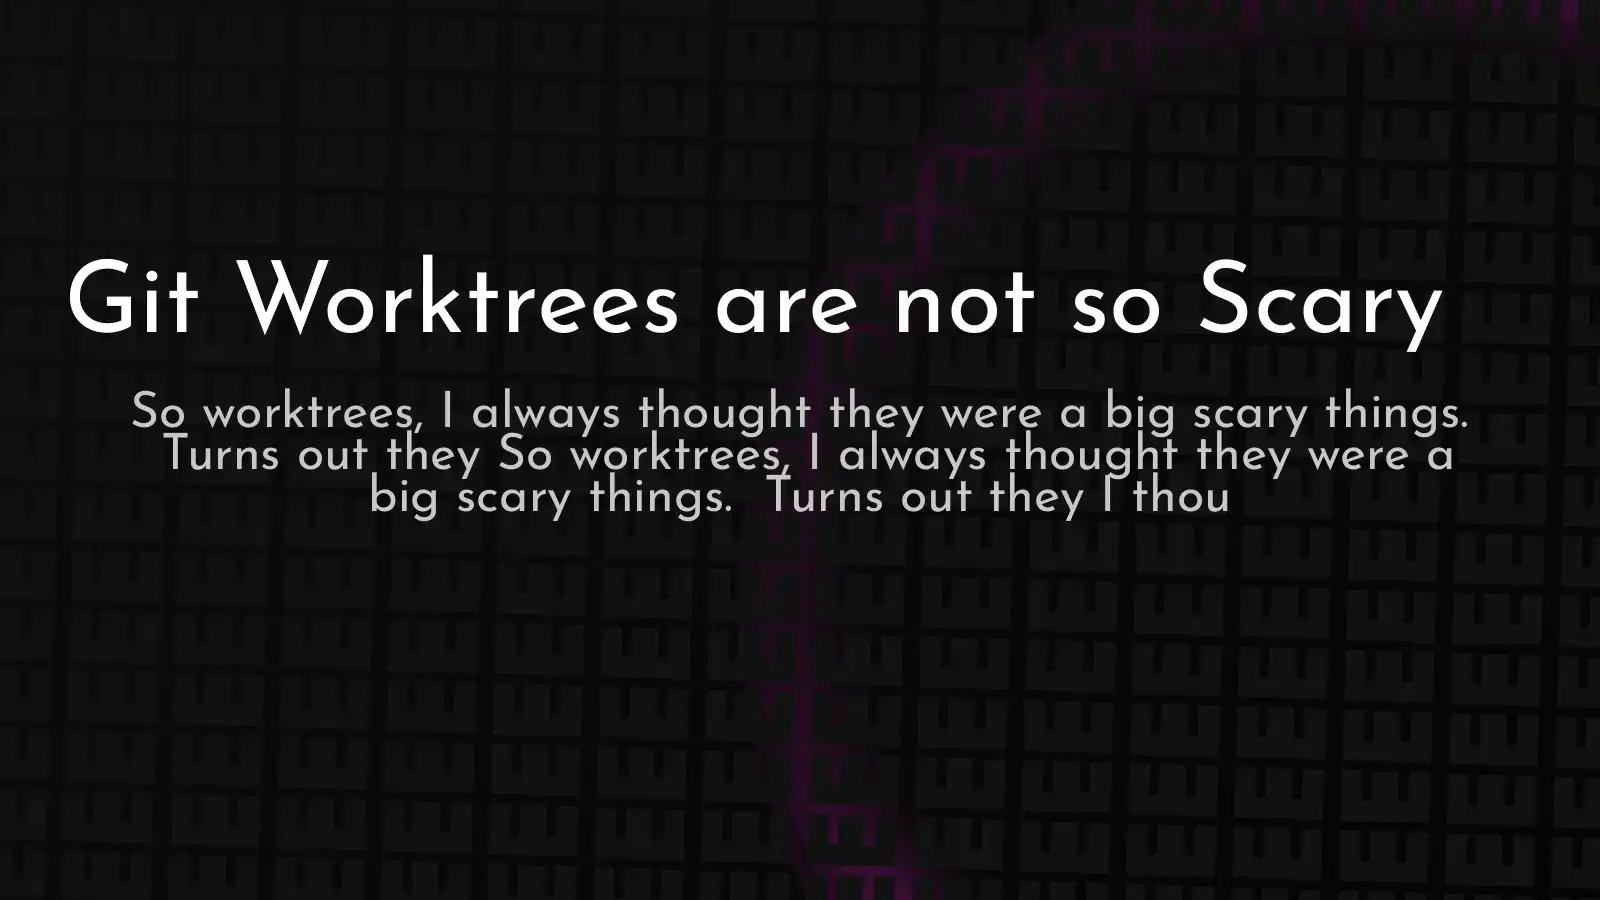 Git Worktrees are not so Scary
So worktrees, I always thought they were a big scary things.
Turns out they So worktrees, I always thought they were a
big scary things.  Turns out they I thou